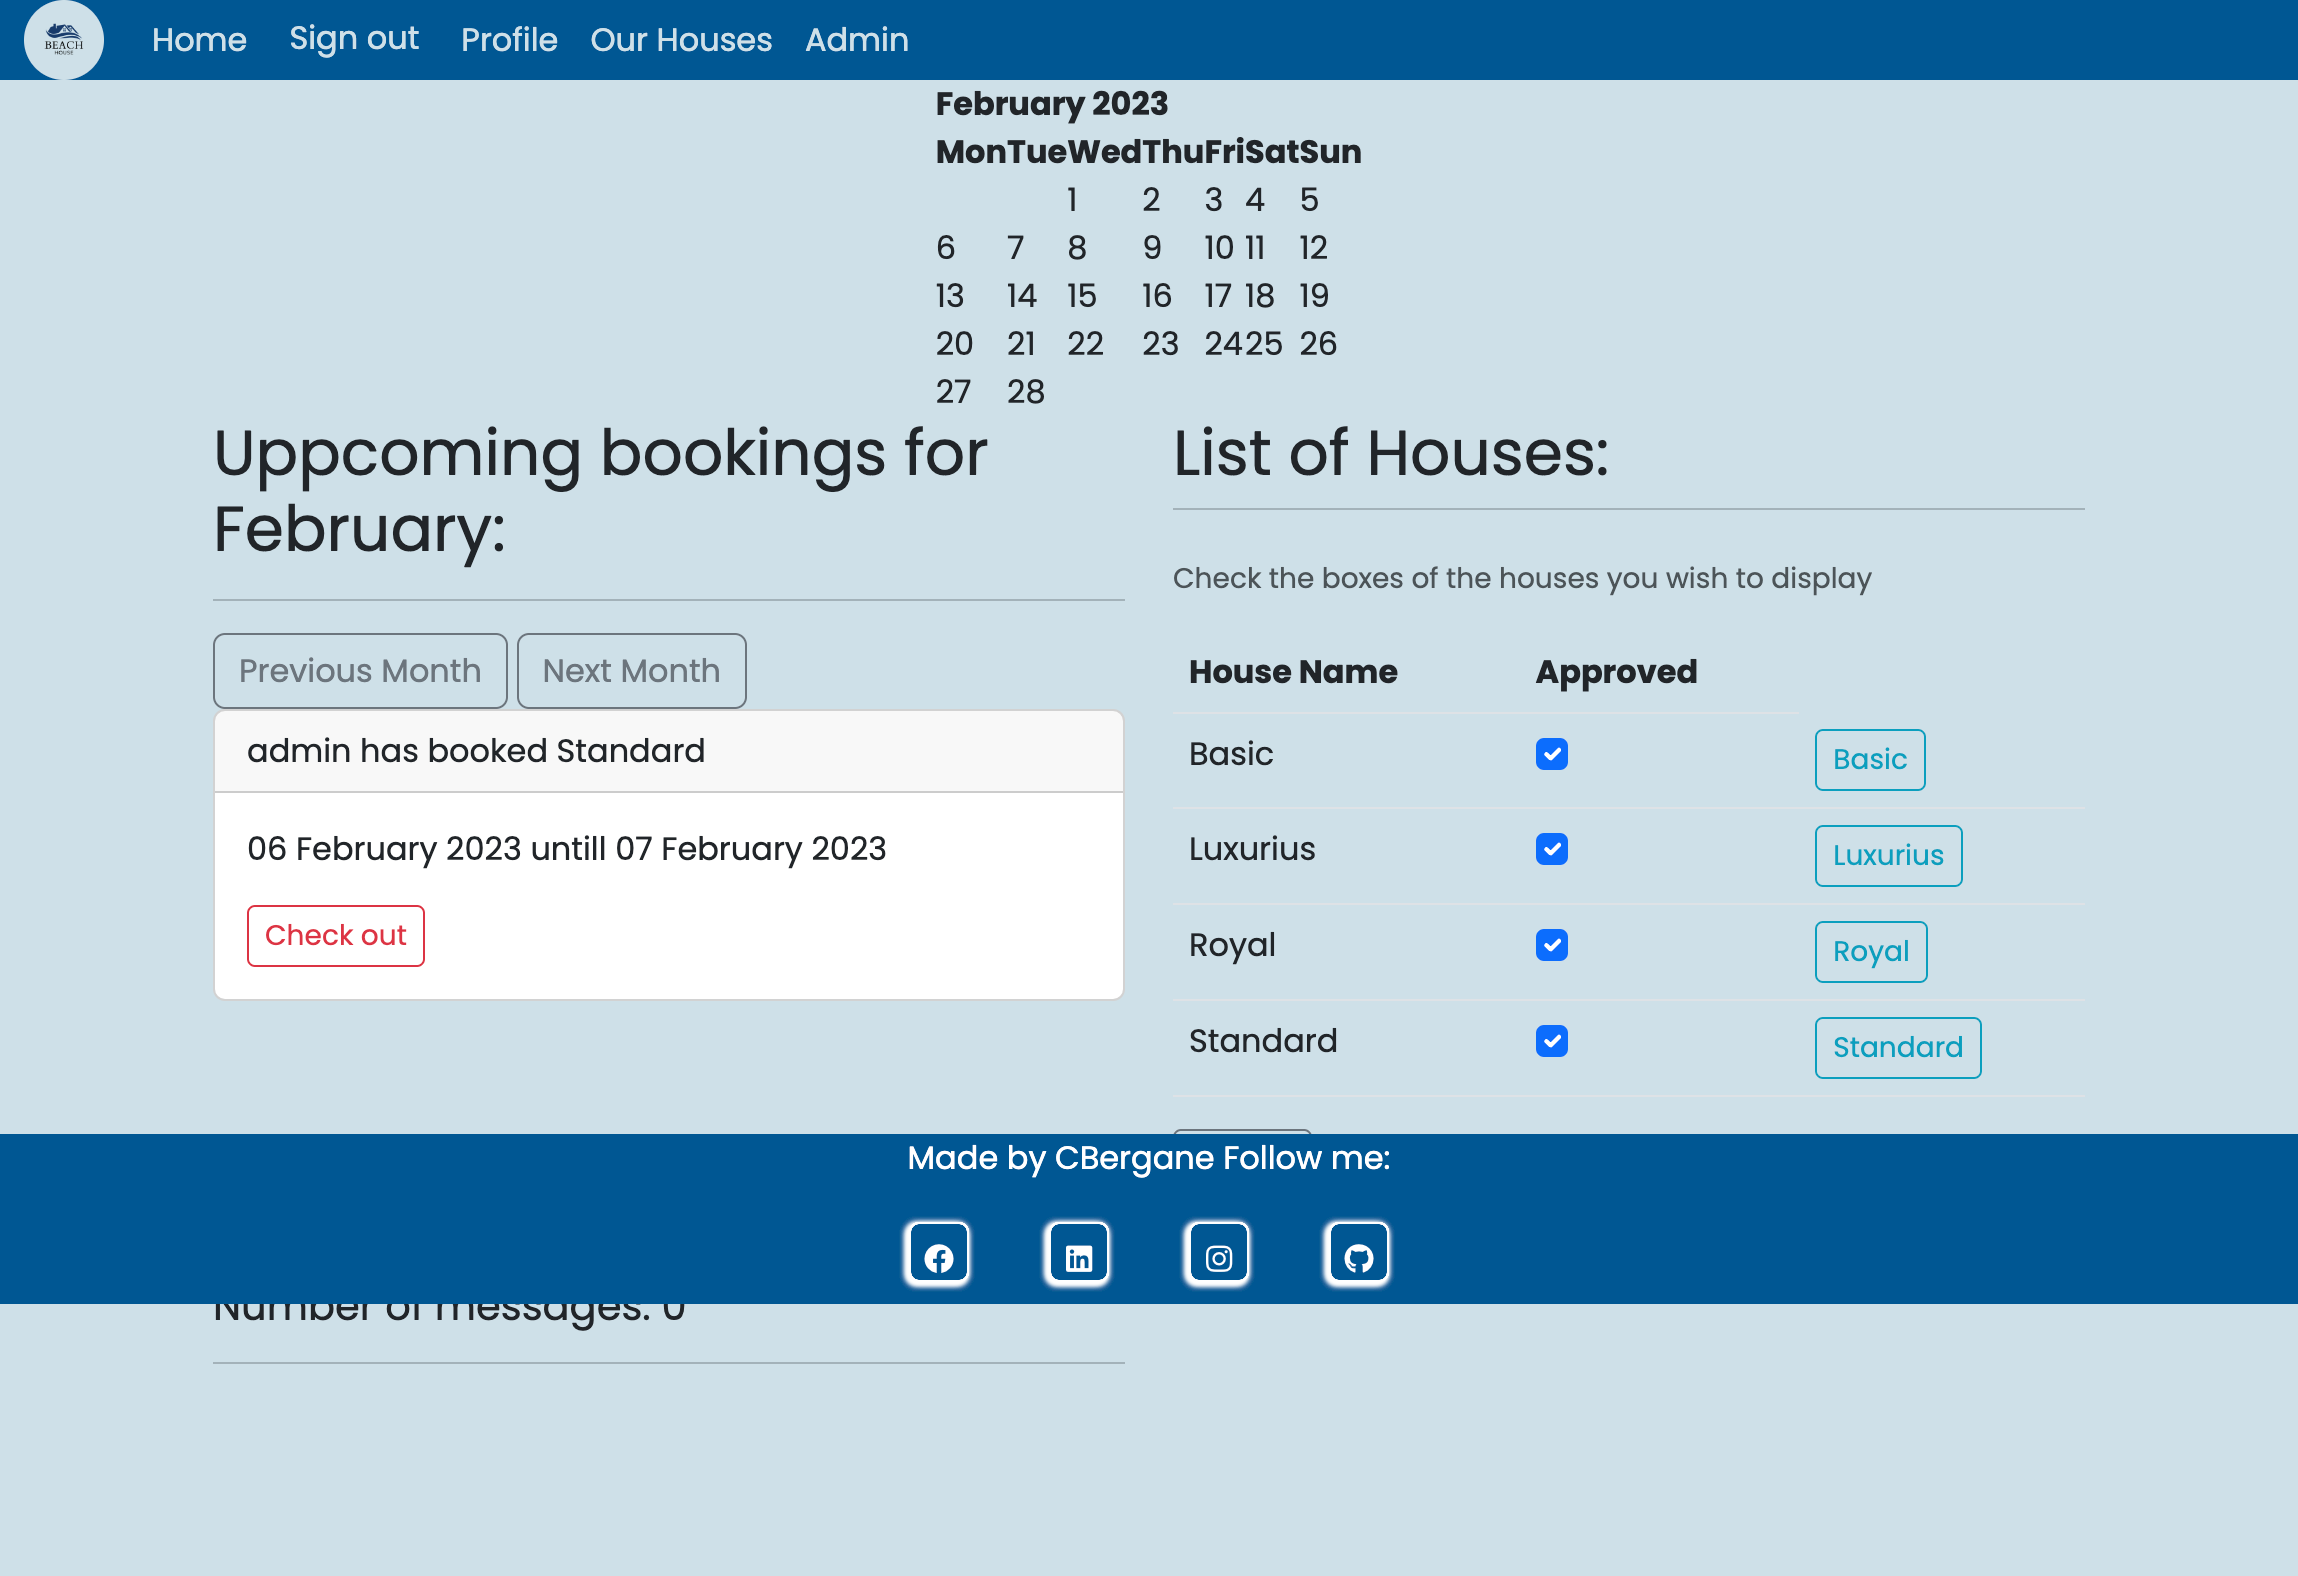 BEACH
HOUSE
Home Sign out Profile Our Houses Admin
February 2023
Mon Tue Wed Thu Fri Sat Sun
1 2 3 4 5
6 7 8 9 10 11 12
13 14 15 16 17 18 19
20 21 22 23 24 25 26
27 28
Uppcoming bookings for
February:
Previous Month Next Month
admin has booked Standard
06 February 2023 untill 07 February 2023
Check out
List of Houses:
Check the boxes of the houses you wish to display
House Name Approved
Basic Basic
Luxurius Luxurius
Royal Royal
Standard Standard
Made by CBergane Follow me:
Number of messages: 0